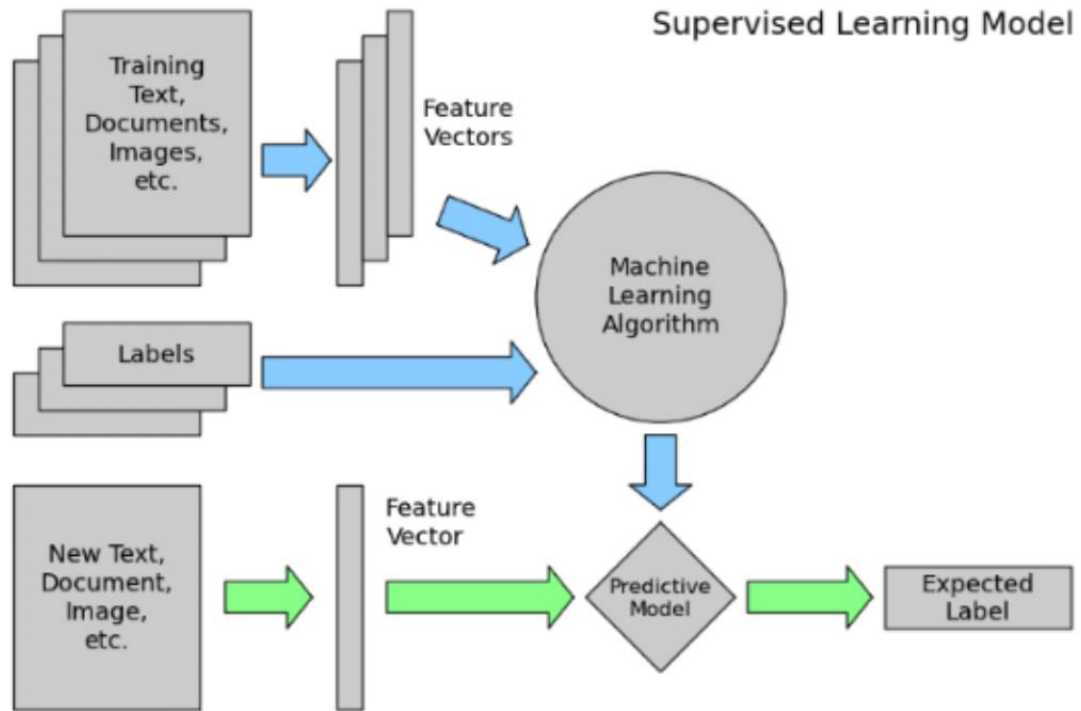 Supervised Learning Model
Training
Text,
Documents,
Images,
etc.
Feature
Vectors
Machine
Learning
Algorithm
Labels
New Text,
Document,
Image,
etc.
Feature
Vector
Predictive
Model
Expected
Label